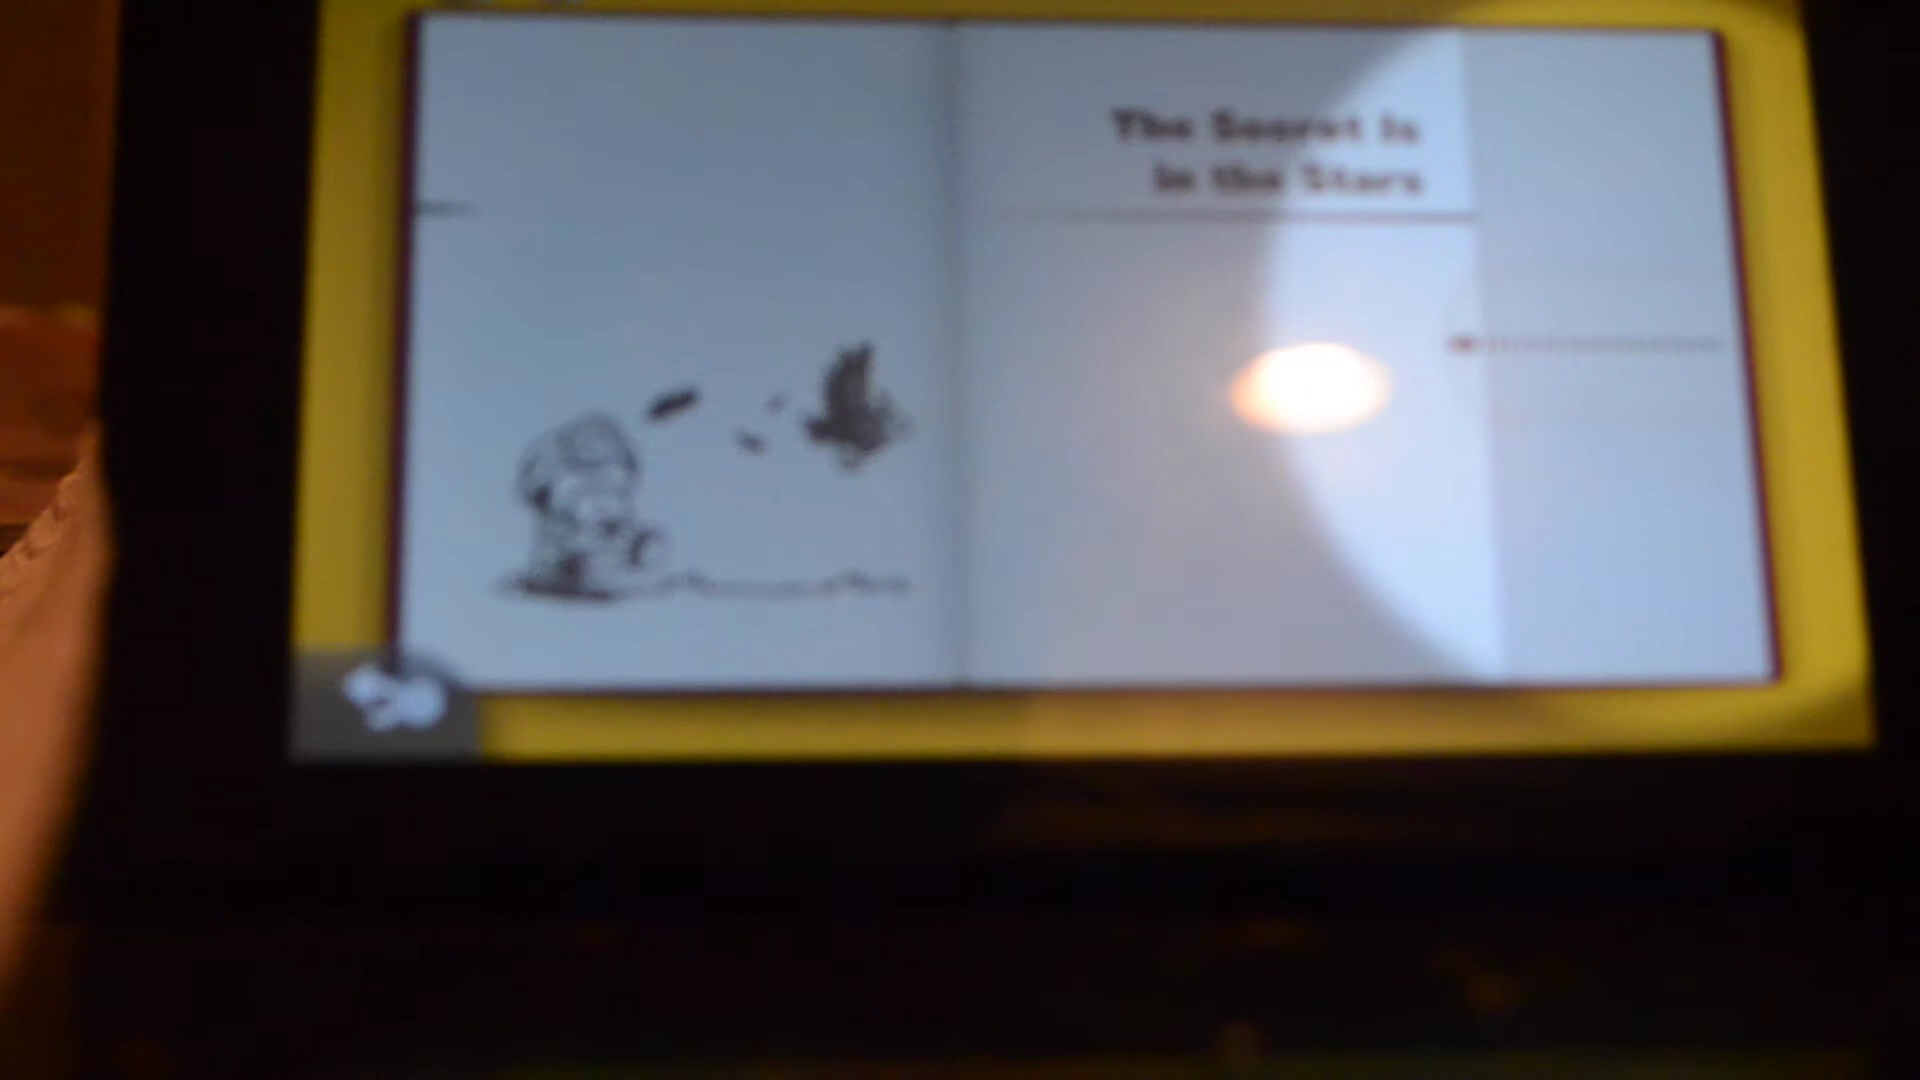 The Secret Is
in the Stars